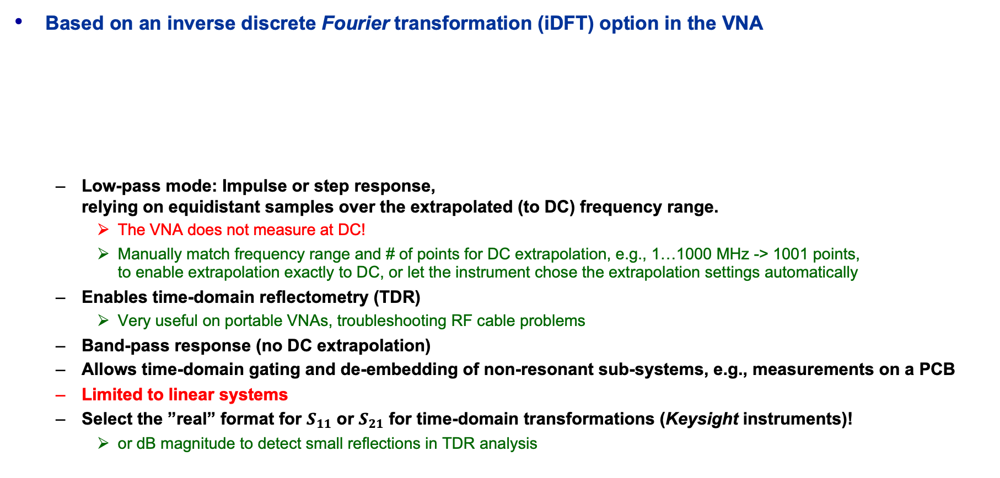 • Based on an inverse discrete Fourier transformation (iDFT) option in the VNA
– Low-pass mode: Impulse or step response,
relying on equidistant samples over the extrapolated (to DC) frequency range.
➢ The VNA does not measure at DC!
➢ Manually match frequency range and # of points for DC extrapolation, e.g., 1…1000 MHz -> 1001 points,
to enable extrapolation exactly to DC, or let the instrument chose the extrapolation settings automatically
– Enables time-domain reflectometry (TDR)
➢ Very useful on portable VNAs, troubleshooting RF cable problems
– Band-pass response (no DC extrapolation)
– Allows time-domain gating and de-embedding of non-resonant sub-systems, e.g., measurements on a PCB
– Limited to linear systems
– Select the ”real” format for S₁₁ or S₂₁ for time-domain transformations (Keysight instruments)!
➢ or dB magnitude to detect small reflections in TDR analysis